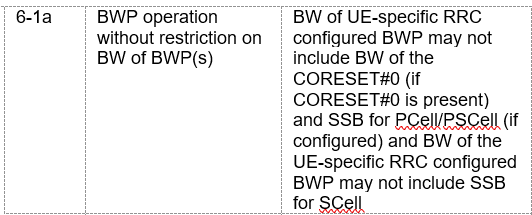 6-1a
BWP operation
without restriction on
BW of BWP(s)
BW of UE-specific RRC
configured BWP may not
include BW of the
CORESET#0 (if
CORESET#0 is present)
and SSB for PCell/PSCell (if
configured) and BW of the
UE-specific RRC configured
BWP may not include SSB
for SCell